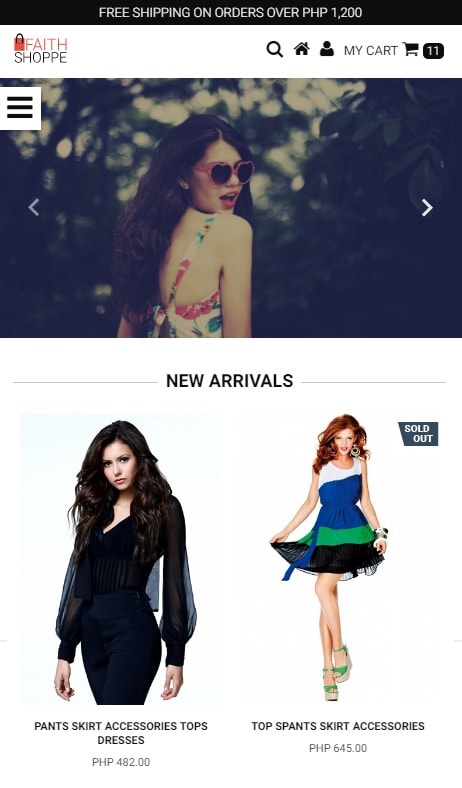 FREE SHIPPING ON ORDERS OVER PHP 1,200
FAITH
SHOPPE
MY CART 11
NEW ARRIVALS
SOLD
OUT
PANTS SKIRT ACCESSORIES TOPS
DRESSES
PHP 482.00
TOP SPANTS SKIRT ACCESSORIES
PHP 645.00